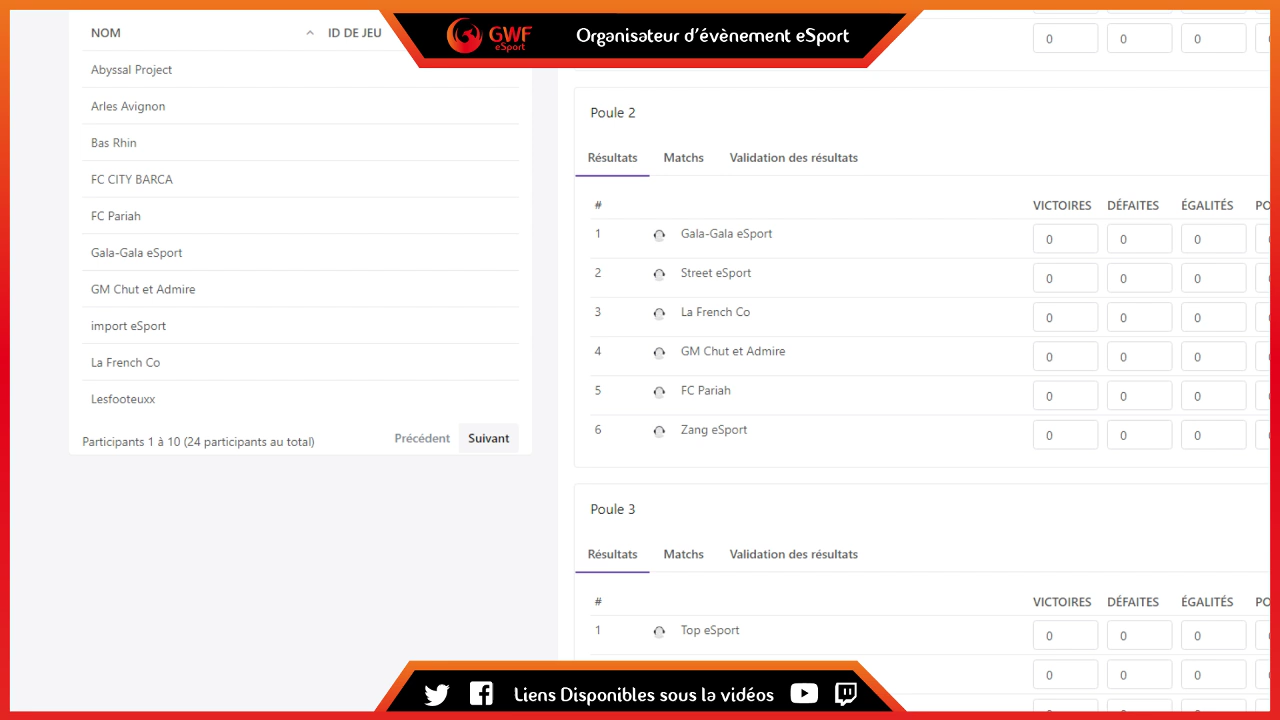 GWF
eSport
Organisateur d'évènement eSport
NOM
ID DE JEU
Abyssal Project
Arles Avignon
Bas Rhin
FC CITY BARCA
FC Pariah
Gala-Gala eSport
GM Chut et Admire
import eSport
La French Co
Lesfooteuxx
Participants 1 à 10 (24 participants au total)
Précédent
Suivant
0 0 0
Poule 2
Résultats Matchs Validation des résultats
# VICTOIRES DÉFAITES ÉGALITÉS PO
1 Gala-Gala eSport 0 0 0
2 Street eSport 0 0 0
3 La French Co 0 0 0
4 GM Chut et Admire 0 0 0
5 FC Pariah 0 0 0
6 Zang eSport 0 0 0
Poule 3
Résultats Matchs Validation des résultats
# VICTOIRES DÉFAITES ÉGALITÉS PO
1 Top eSport 0 0 0
0 0 0
Liens Disponibles sous la vidéos